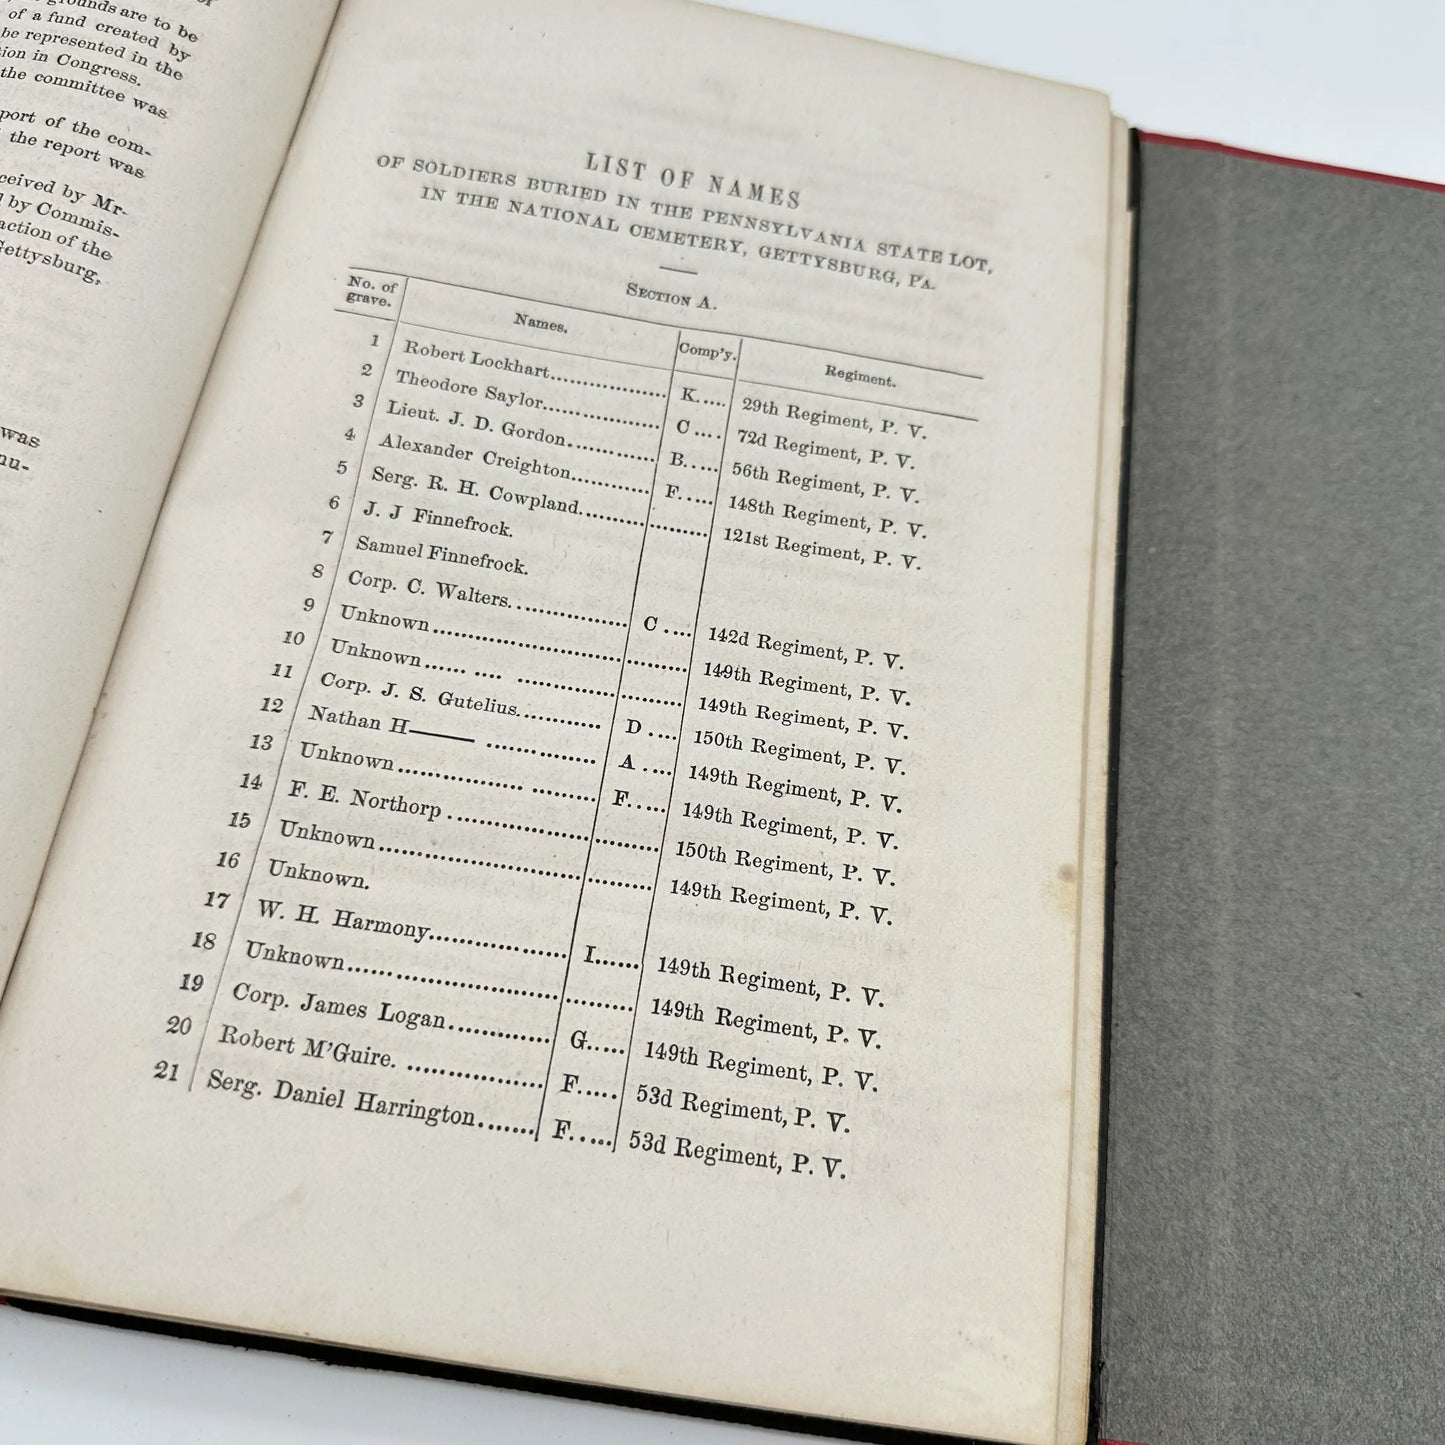 grounds are to be
of a fund created by
be represented in the
tion in Congress.
the committee was
port of the com-
the report was
ceived by Mr.
by Commis-
action of the
Gettysburg,
was
nu-
LIST OF NAMES
OF SOLDIERS BURIED IN THE PENNSYLVANIA STATE LOT,
IN THE NATIONAL CEMETERY, GETTYSBURG, PA.
SECTION A.
No. of grave. Names. Comp'y. Regiment.
1 Robert Lockhart.................. K..... 29th Regiment, P. V.
2 Theodore Saylor.................. C .... 72d Regiment, P. V.
3 Lieut. J. D. Gordon.............. B..... 56th Regiment, P. V.
4 Alexander Creighton............. F..... 148th Regiment, P. V.
5 Serg. R. H. Cowpland.................... 121st Regiment, P. V.
6 J. J Finnefrock.
7 Samuel Finnefrock.
8 Corp. C. Walters.................. C .... 142d Regiment, P. V.
9 Unknown....................................... 149th Regiment, P. V.
10 Unknown...... .... .......................... 149th Regiment, P. V.
11 Corp. J. S. Gutelius............. D .... 150th Regiment, P. V.
12 Nathan H—— ............... A .... 149th Regiment, P. V.
13 Unknown................ ......... F..... 149th Regiment, P. V.
14 F. E. Northorp ............................. 150th Regiment, P. V.
15 Unknown..................................... 149th Regiment, P. V.
16 Unknown.
17 W. H. Harmony.................. I...... 149th Regiment, P. V.
18 Unknown...................................... 149th Regiment, P. V.
19 Corp. James Logan............. G..... 149th Regiment, P. V.
20 Robert M'Guire. .................. F..... 53d Regiment, P. V.
21 Serg. Daniel Harrington....... F..... 53d Regiment, P. V.